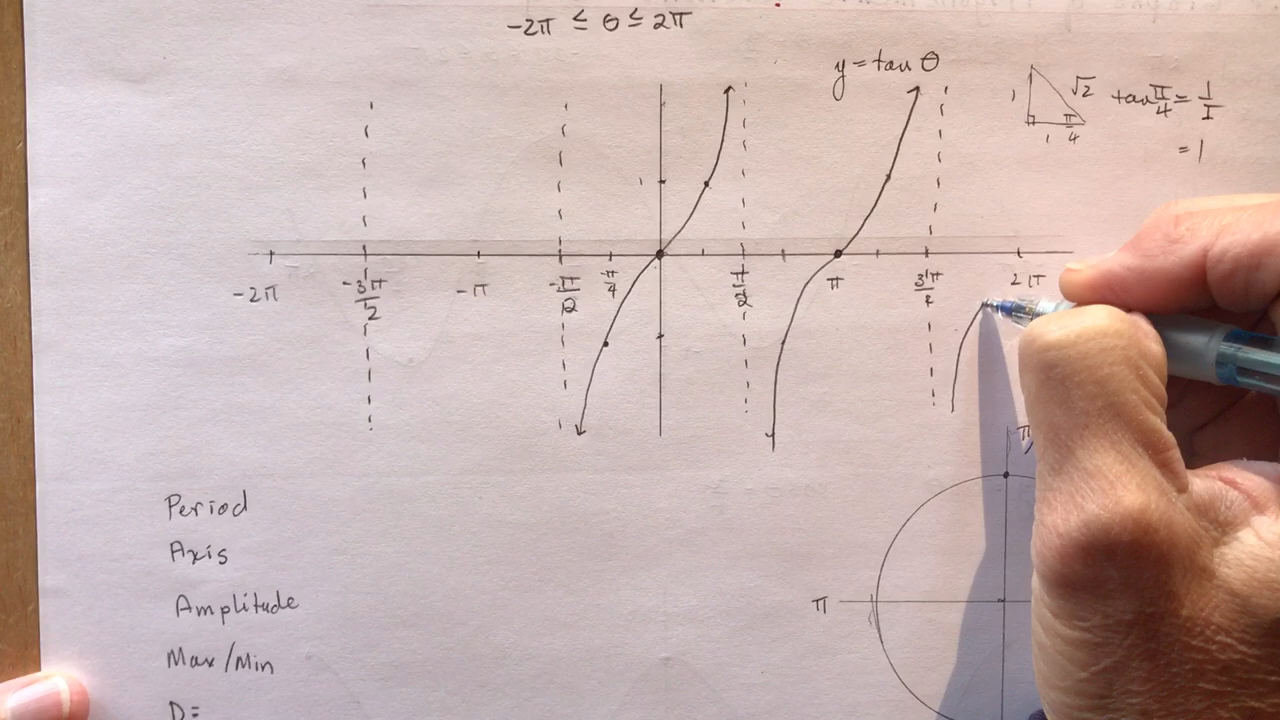 -2π ≤ θ ≤ 2π
y = tan θ
1 √2 1 π/4
tan π/4 = 1/1
= 1
1
-2π -3π/2 -π -π/2 -π/4 π/2 π 3π/2 2π
Period
Axis
Amplitude
π
Max/Min
D=